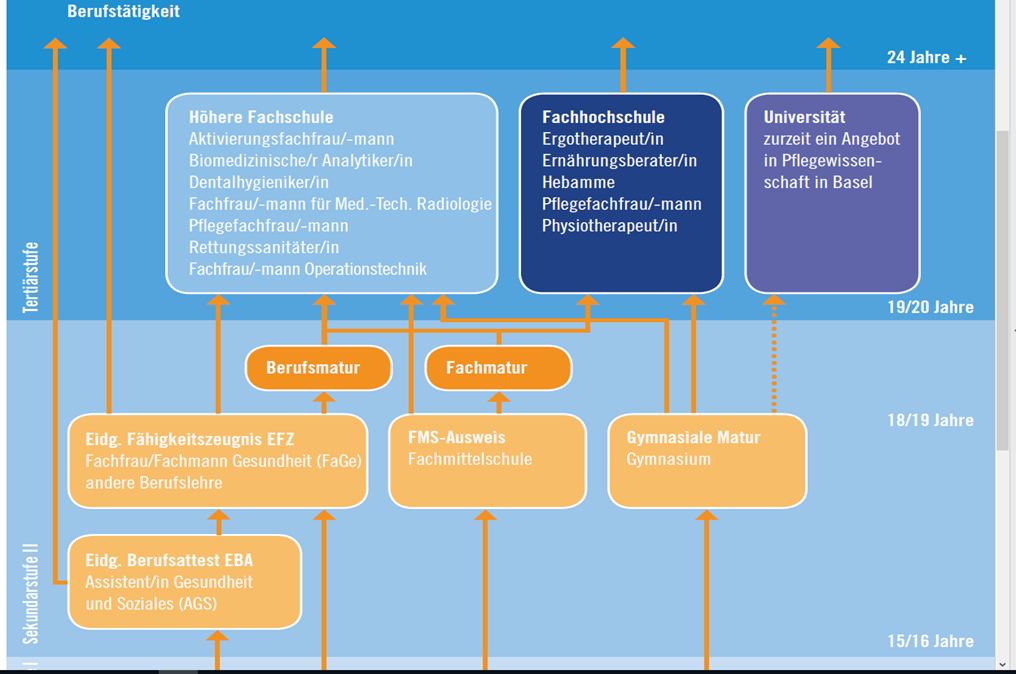 Berufstätigkeit
24 Jahre +
Höhere Fachschule
Aktivierungsfachfrau/-mann
Biomedizinische/r Analytiker/in
Dentalhygieniker/in
Fachfrau/-mann für Med.-Tech. Radiologie
Pflegefachfrau/-mann
Rettungssanitäter/in
Fachfrau/-mann Operationstechnik
Fachhochschule
Ergotherapeut/in
Ernährungsberater/in
Hebamme
Pflegefachfrau/-mann
Physiotherapeut/in
Universität
zurzeit ein Angebot
in Pflegewissen-
schaft in Basel
Tertiärstufe
19/20 Jahre
Berufsmatur
Fachmatur
18/19 Jahre
Eidg. Fähigkeitszeugnis EFZ
Fachfrau/Fachmann Gesundheit (FaGe)
andere Berufslehre
FMS-Ausweis
Fachmittelschule
Gymnasiale Matur
Gymnasium
Eidg. Berufsattest EBA
Assistent/in Gesundheit
und Soziales (AGS)
Sekundarstufe II
15/16 Jahre